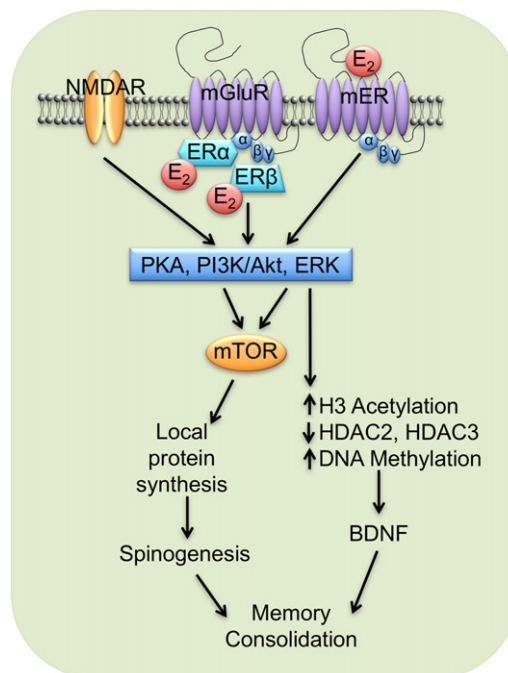 E2
NMDAR
mGluR
mER
α
βγ
α
βγ
ERα
E2
ERβ
E2
PKA, PI3K/Akt, ERK
mTOR
↑H3 Acetylation
↓HDAC2, HDAC3
↑DNA Methylation
Local
protein
synthesis
BDNF
Spinogenesis
Memory
Consolidation